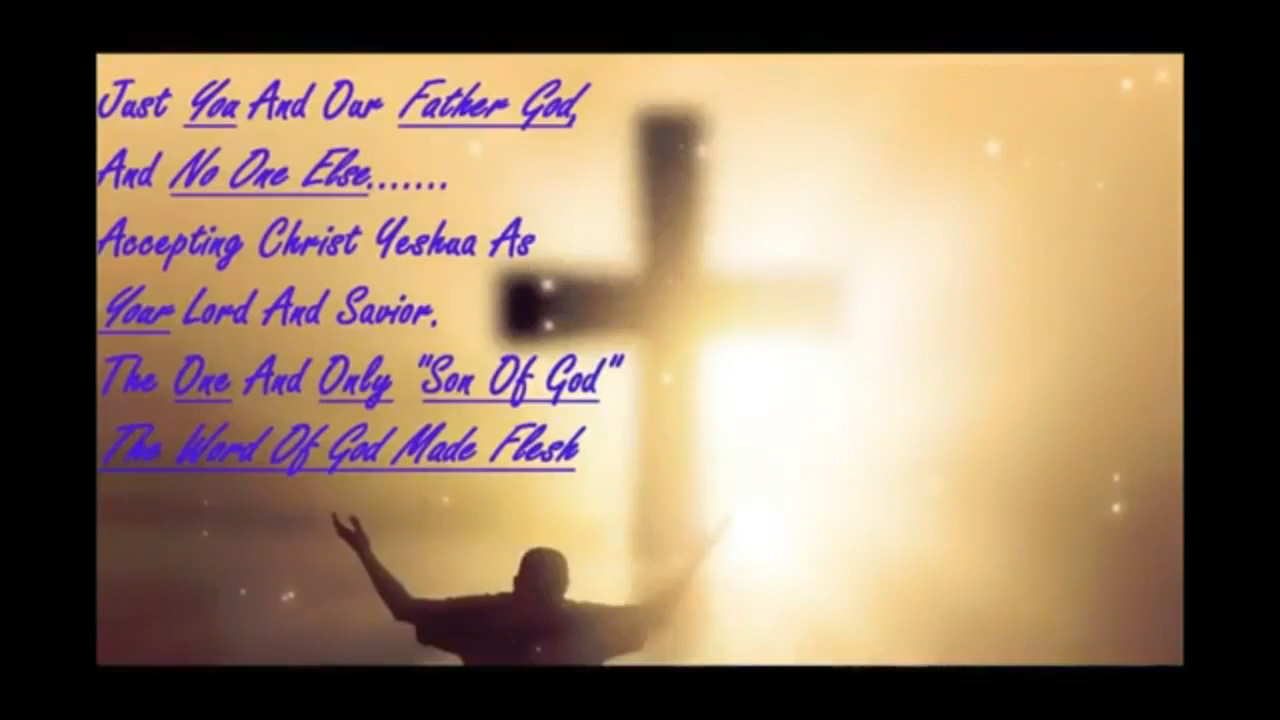 Just You And Our Father God,
And No One Else.......
Accepting Christ Yeshua As
Your Lord And Savior.
The One And Only "Son Of God"
The Word Of God Made Flesh